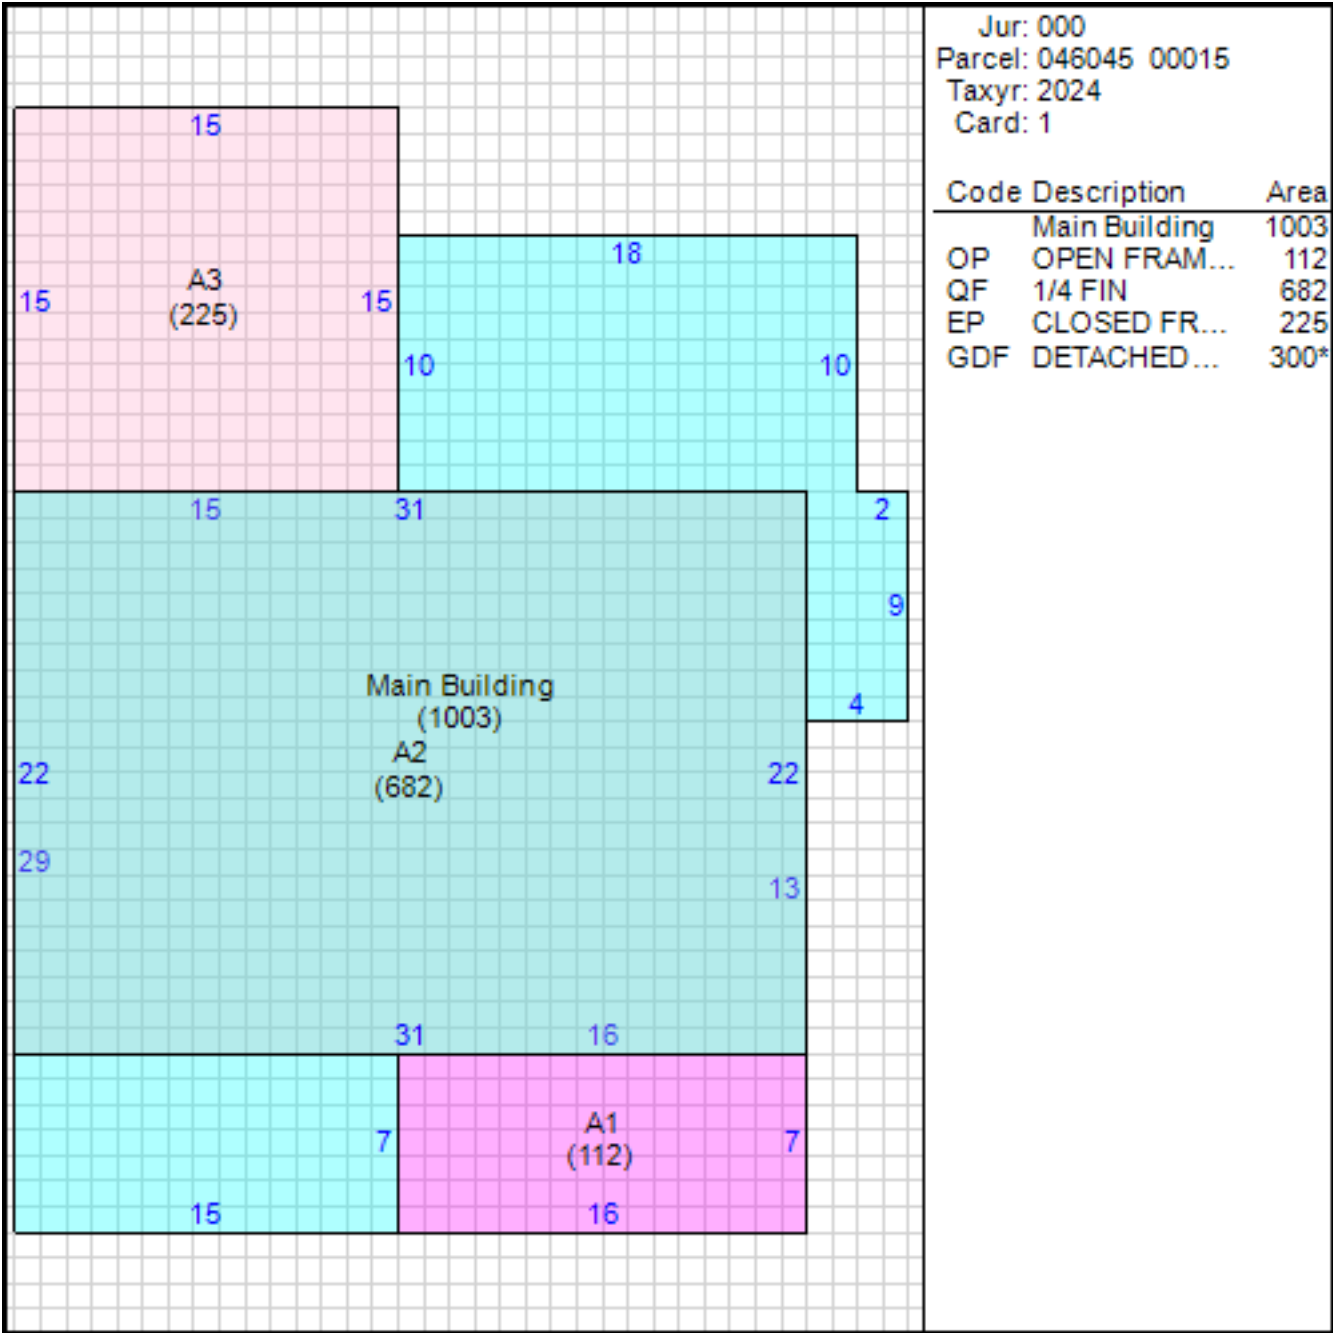 Jur: 000
Parcel: 046045 00015
Taxyr: 2024
Card: 1
Code Description Area
Main Building 1003
OP OPEN FRAM... 112
QF 1/4 FIN 682
EP CLOSED FR... 225
GDF DETACHED... 300*
15
18
A3
15
15
(225)
10
10
15
31
2
9
Main Building
(1003)
4
A2
22
22
(682)
29
13
31
16
A1
7
7
(112)
15
16